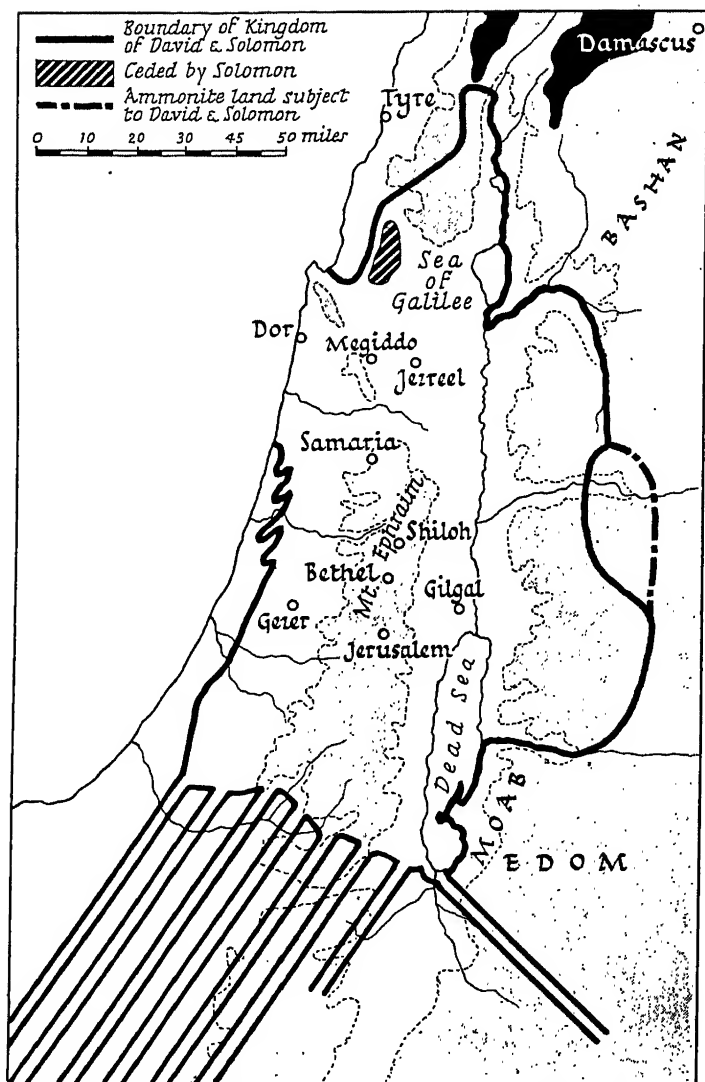 Boundary of Kingdom
of David & Solomon
Ceded by Solomon
Ammonite land subject
to David & Solomon
0 10 20 45 50 miles
Damascus
Tyre
BASHAN
Sea
of
Galilee
Dor
Megiddo
Jezreel
Samaria
Mt. Ephraim
Shiloh
Bethel
Gilgal
Gezer
Jerusalem
Dead Sea
MOAB
EDOM